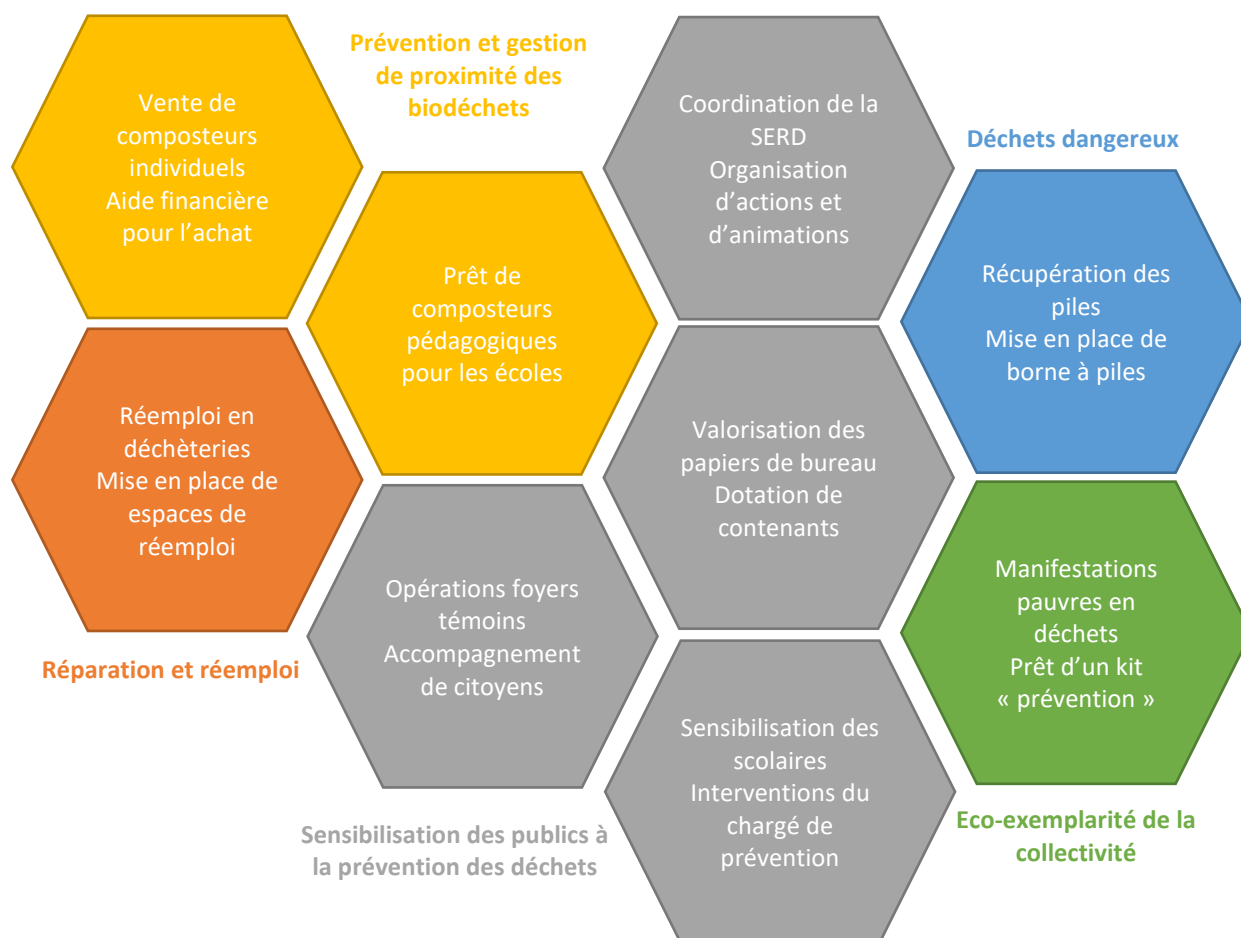 Vente de
composteurs
individuels
Aide financière
pour l’achat
Prévention et gestion
de proximité des
biodéchets
Prêt de
composteurs
pédagogiques
pour les écoles
Coordination de la
SERD
Organisation
d’actions et
d’animations
Déchets dangereux
Récupération des
piles
Mise en place de
borne à piles
Réemploi en
déchèteries
Mise en place de
espaces de
réemploi
Réparation et réemploi
Valorisation des
papiers de bureau
Dotation de
contenants
Opérations foyers
témoins
Accompagnement
de citoyens
Sensibilisation des publics à
la prévention des déchets
Sensibilisation des
scolaires
Interventions du
chargé de
prévention
Manifestations
pauvres en
déchets
Prêt d’un kit
« prévention »
Eco-exemplarité de la
collectivité